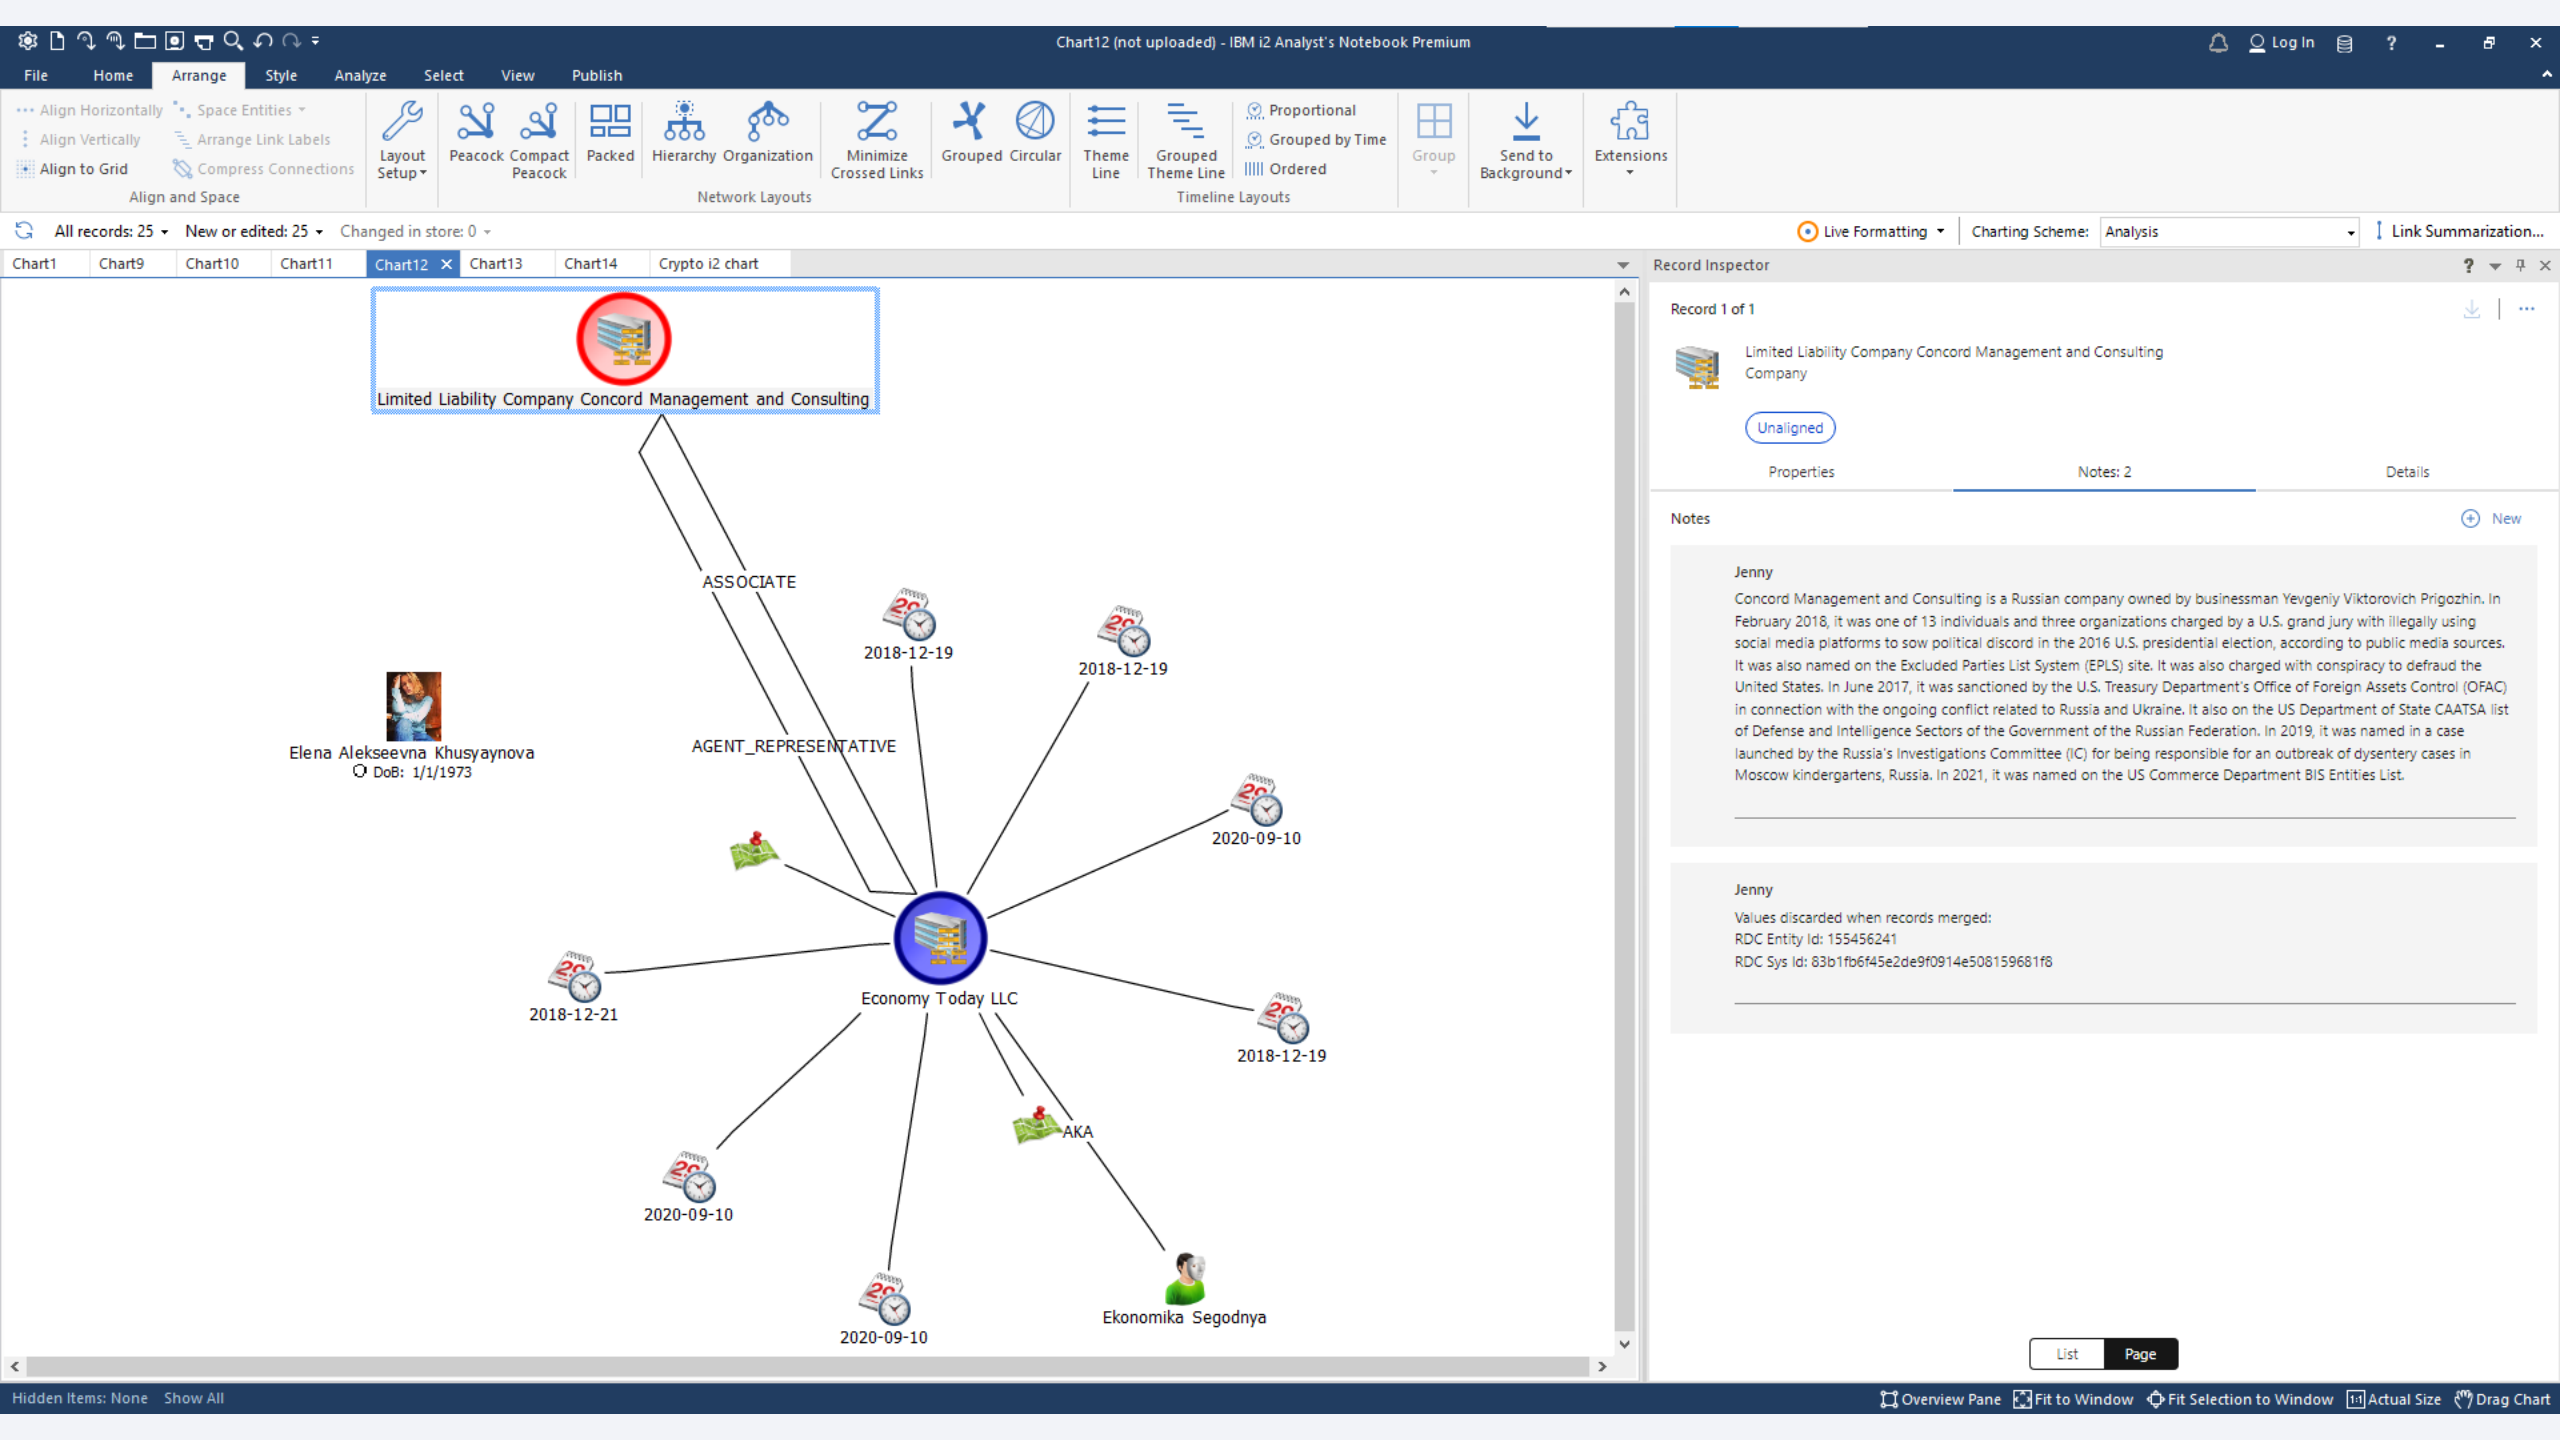 Chart12 (not uploaded) - IBM i2 Analyst's Notebook Premium
Log In
?
File Home Arrange Style Analyze Select View Publish
Align Horizontally Space Entities
Align Vertically Arrange Link Labels
Align to Grid Compress Connections
Align and Space
Layout
Setup
Peacock Compact
Peacock
Packed Hierarchy Organization Minimize
Crossed Links
Grouped Circular
Network Layouts
Theme
Line
Grouped
Theme Line
Proportional
Grouped by Time
Ordered
Timeline Layouts
Group
Send to
Background
Extensions
All records: 25 New or edited: 25 Changed in store: 0
Live Formatting Charting Scheme: Analysis Link Summarization...
Chart1 Chart9 Chart10 Chart11 Chart12 Chart13 Chart14 Crypto i2 chart
Limited Liability Company Concord Management and Consulting
ASSOCIATE
29
2018-12-19
29
2018-12-19
Elena Alekseevna Khusyaynova
DoB: 1/1/1973
AGENT_REPRESENTATIVE
29
2020-09-10
29
2018-12-21
Economy Today LLC
29
2018-12-19
AKA
29
2020-09-10
29
2020-09-10
Ekonomika Segodnya
Record Inspector
?
Record 1 of 1
Limited Liability Company Concord Management and Consulting
Company
Unaligned
Properties Notes: 2 Details
Notes New
Jenny
Concord Management and Consulting is a Russian company owned by businessman Yevgeniy Viktorovich Prigozhin. In
February 2018, it was one of 13 individuals and three organizations charged by a U.S. grand jury with illegally using
social media platforms to sow political discord in the 2016 U.S. presidential election, according to public media sources.
It was also named on the Excluded Parties List System (EPLS) site. It was also charged with conspiracy to defraud the
United States. In June 2017, it was sanctioned by the U.S. Treasury Department's Office of Foreign Assets Control (OFAC)
in connection with the ongoing conflict related to Russia and Ukraine. It also on the US Department of State CAATSA list
of Defense and Intelligence Sectors of the Government of the Russian Federation. In 2019, it was named in a case
launched by the Russia's Investigations Committee (IC) for being responsible for an outbreak of dysentery cases in
Moscow kindergartens, Russia. In 2021, it was named on the US Commerce Department BIS Entities List.
Jenny
Values discarded when records merged:
RDC Entity Id: 155456241
RDC Sys Id: 83b1fb6f45e2de9f0914e508159681f8
List Page
Hidden Items: None Show All
Overview Pane Fit to Window Fit Selection to Window 1:1 Actual Size Drag Chart